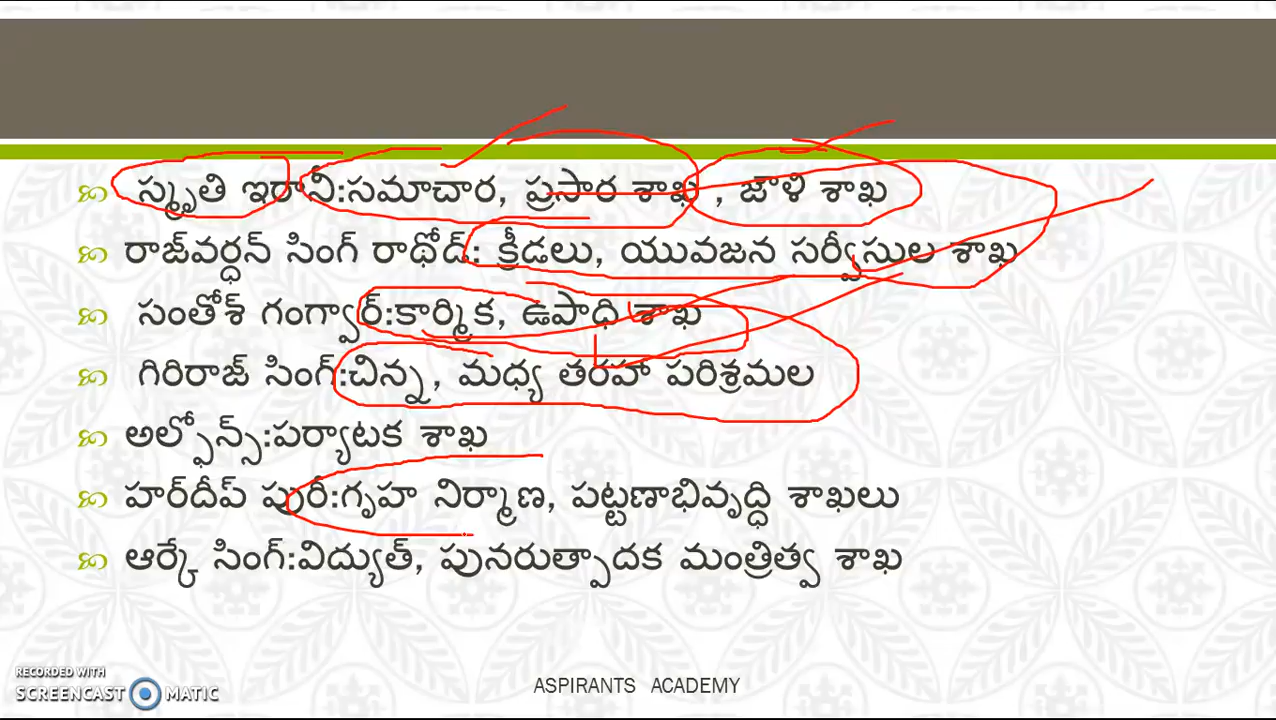 స్మృతి ఇరానీ:సమాచార, ప్రసార శాఖ , జౌళి శాఖ
రాజ్‌వర్ధన్ సింగ్ రాథోడ్: క్రీడలు, యువజన సర్వీసుల శాఖ
సంతోశ్ గంగ్వార్:కార్మిక, ఉపాధి శాఖ
గిరిరాజ్ సింగ్:చిన్న, మధ్య తరహా పరిశ్రమల
అల్ఫోన్స్:పర్యాటక శాఖ
హర్‌దీప్ పురీ:గృహ నిర్మాణ, పట్టణాభివృద్ధి శాఖలు
ఆర్కే సింగ్:విద్యుత్, పునరుత్పాదక మంత్రిత్వ శాఖ
ASPIRANTS ACADEMY
RECORDED WITH
SCREENCAST MATIC